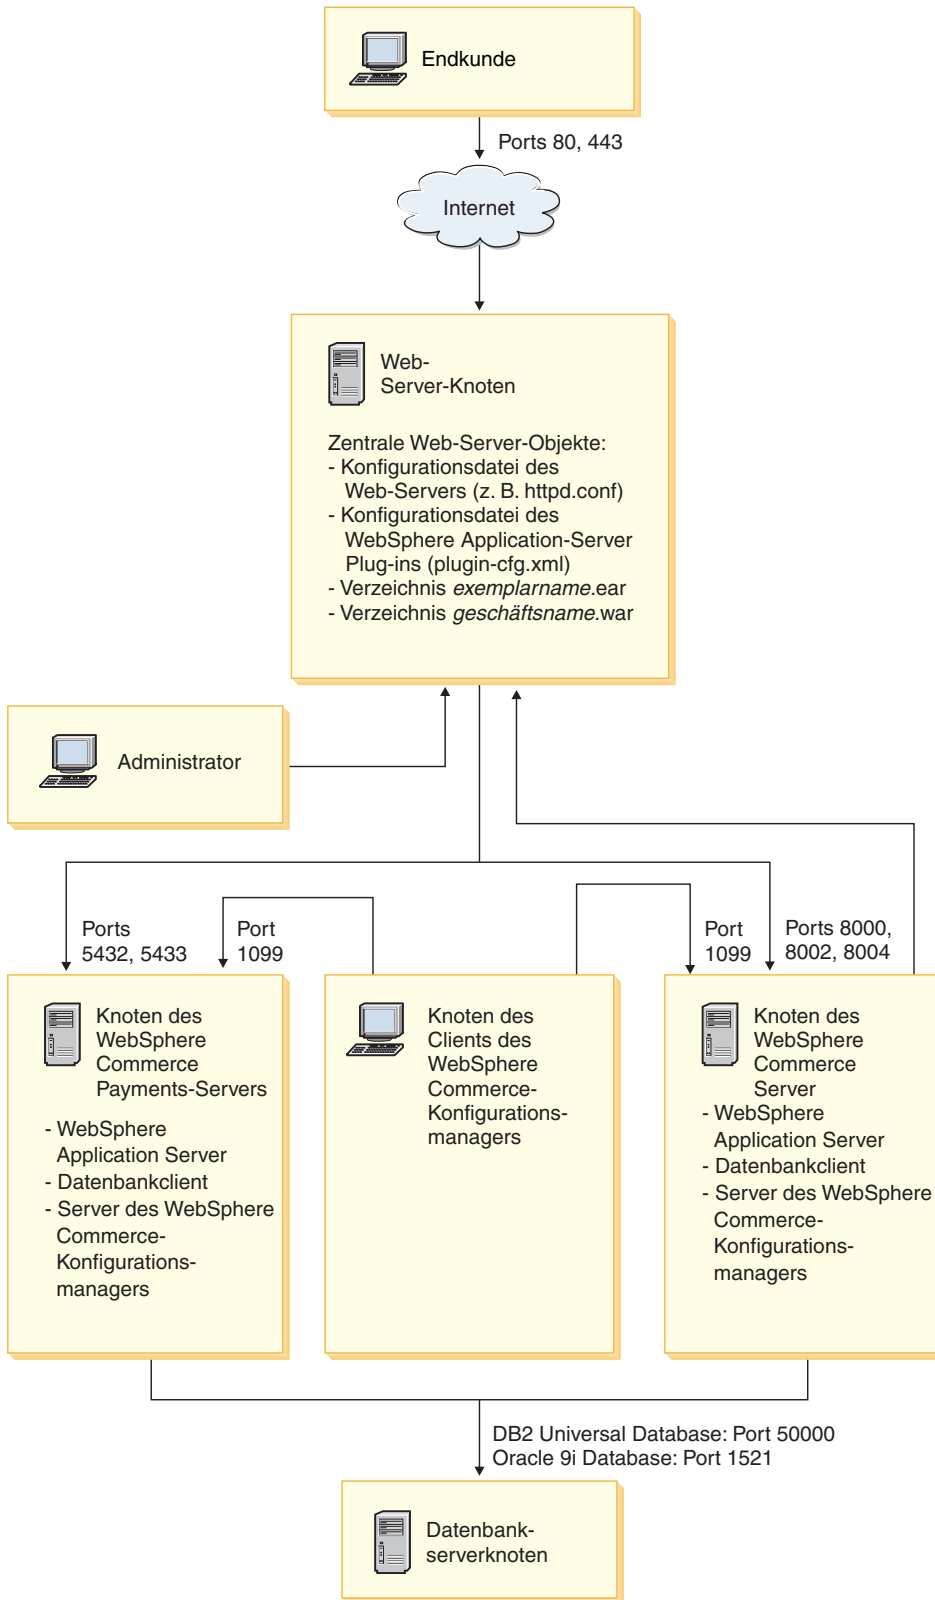 Endkunde
Ports 80, 443
Internet
Web-
Server-Knoten
Zentrale Web-Server-Objekte:
- Konfigurationsdatei des
Web-Servers (z. B. httpd.conf)
- Konfigurationsdatei des
WebSphere Application-Server
Plug-ins (plugin-cfg.xml)
- Verzeichnis exemplarname.ear
- Verzeichnis geschäftsname.war
Administrator
Ports
5432, 5433
Port
1099
Port
1099
Ports 8000,
8002, 8004
Knoten des
WebSphere
Commerce
Payments-Servers
- WebSphere
Application Server
- Datenbankclient
- Server des WebSphere
Commerce-
Konfigurations-
managers
Knoten des
Clients des
WebSphere
Commerce-
Konfigurations-
managers
Knoten des
WebSphere
Commerce
Server
- WebSphere
Application Server
- Datenbankclient
- Server des WebSphere
Commerce-
Konfigurations-
managers
DB2 Universal Database: Port 50000
Oracle 9i Database: Port 1521
Datenbank-
serverknoten